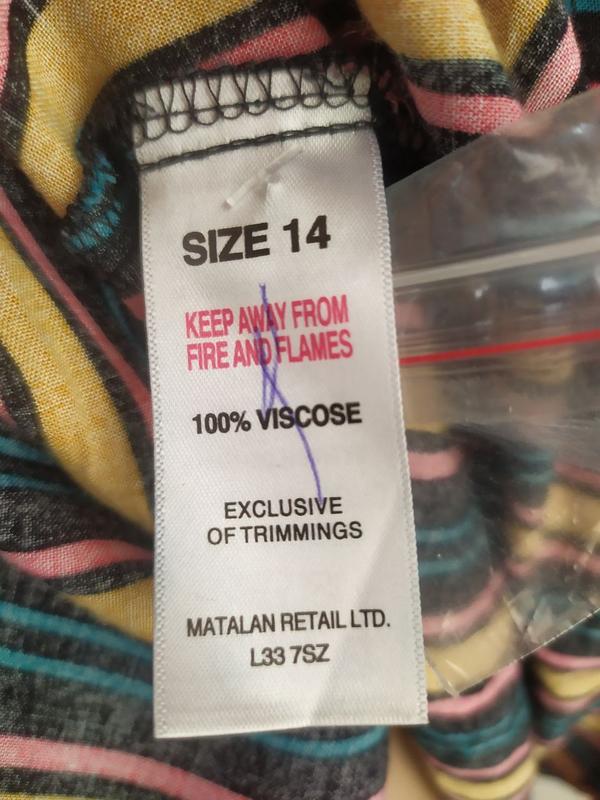 SIZE 14
KEEP AWAY FROM
FIRE AND FLAMES
100% VISCOSE
EXCLUSIVE
OF TRIMMINGS
MATALAN RETAIL LTD.
L33 7SZ